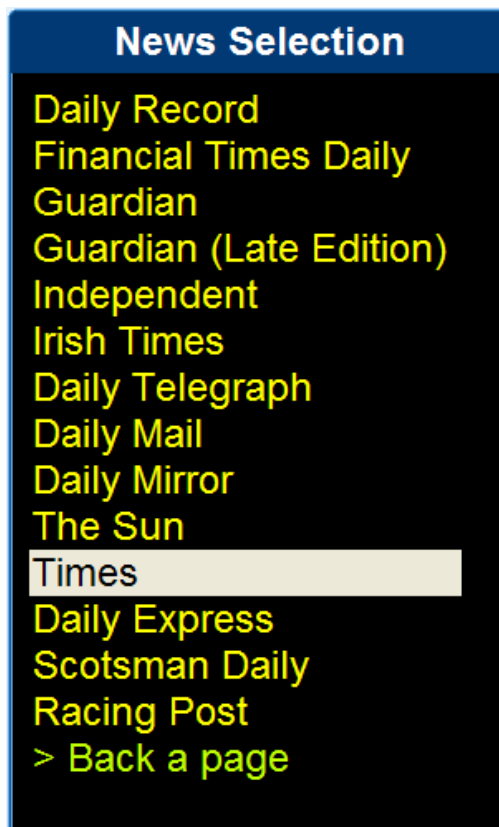 News Selection
Daily Record
Financial Times Daily
Guardian
Guardian (Late Edition)
Independent
Irish Times
Daily Telegraph
Daily Mail
Daily Mirror
The Sun
Times
Daily Express
Scotsman Daily
Racing Post
> Back a page